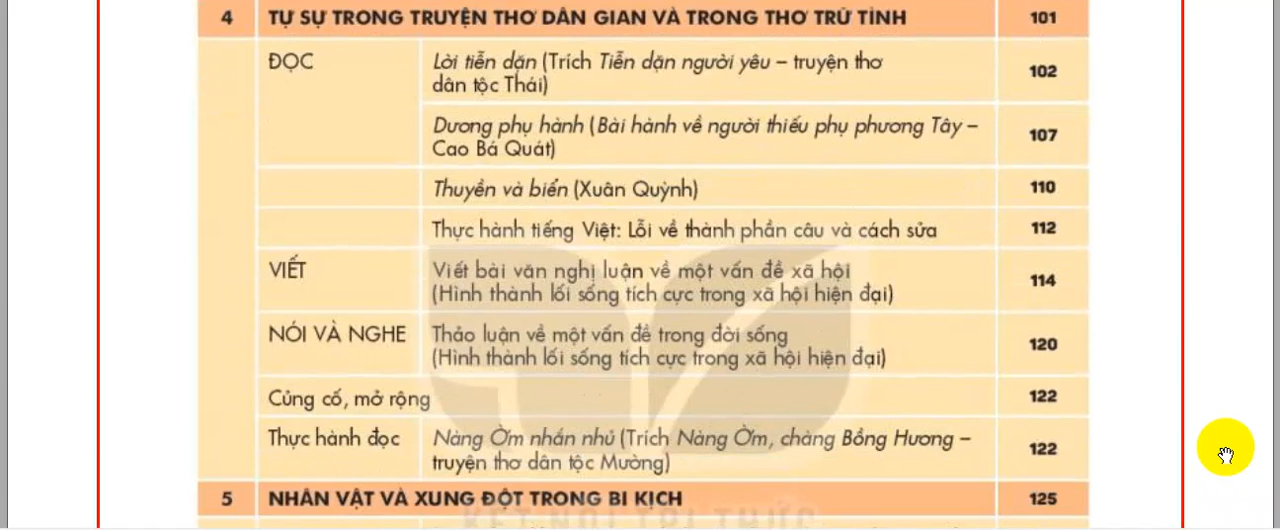 4 TỰ SỰ TRONG TRUYỆN THƠ DÂN GIAN VÀ TRONG THƠ TRỮ TÌNH 101
ĐỌC Lời tiễn dặn (Trích Tiễn dặn người yêu – truyện thơ
dân tộc Thái) 102
Dương phụ hành (Bài hành về người thiếu phụ phương Tây –
Cao Bá Quát) 107
Thuyền và biển (Xuân Quỳnh) 110
Thực hành tiếng Việt: Lỗi về thành phần câu và cách sửa 112
VIẾT Viết bài văn nghị luận về một vấn đề xã hội
(Hình thành lối sống tích cực trong xã hội hiện đại) 114
NÓI VÀ NGHE Thảo luận về một vấn đề trong đời sống
(Hình thành lối sống tích cực trong xã hội hiện đại) 120
Củng cố, mở rộng 122
Thực hành đọc Nàng Ờm nhắn nhủ (Trích Nàng Ờm, chàng Bồng Hương –
truyện thơ dân tộc Mường) 122
5 NHÂN VẬT VÀ XUNG ĐỘT TRONG BI KỊCH 125
KẾT NỐI TRI THỨC